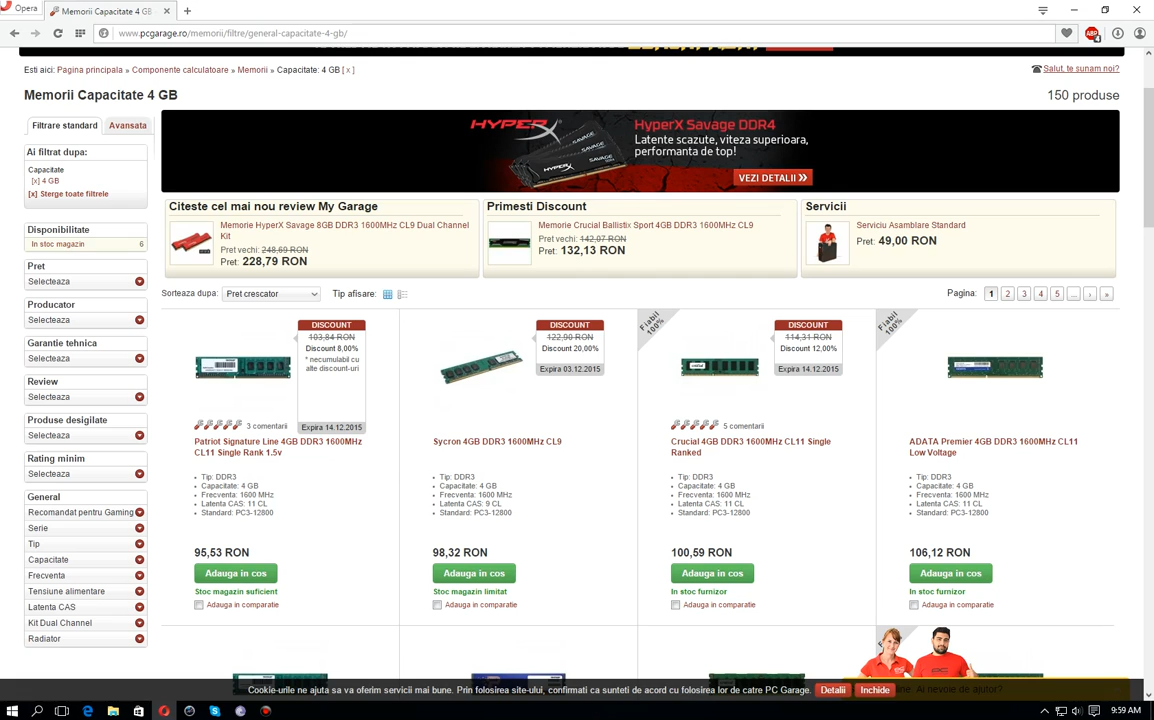 Opera
Memorii Capacitate 4 GB
www.pcgarage.ro/memorii/filtre/general-capacitate-4-gb/
ABP
4
Esti aici: Pagina principala » Componente calculatoare » Memorii » Capacitate: 4 GB [ x ]
Salut, te sunam noi?
Memorii Capacitate 4 GB
150 produse
Filtrare standard
Avansata
HYPERX
HyperX Savage DDR4
Latente scazute, viteza superioara,
performanta de top!
VEZI DETALII
Ai filtrat dupa:
Capacitate
[x] 4 GB
[x] Sterge toate filtrele
Citeste cel mai nou review My Garage
Memorie HyperX Savage 8GB DDR3 1600MHz CL9 Dual Channel
Kit
Pret vechi: 248,69 RON
Pret: 228,79 RON
Primesti Discount
Memorie Crucial Ballistix Sport 4GB DDR3 1600MHz CL9
Pret vechi: 142,07 RON
Pret: 132,13 RON
Servicii
Serviciu Asamblare Standard
Pret: 49,00 RON
Disponibilitate
In stoc magazin 6
Pret
Selecteaza
Producator
Selecteaza
Garantie tehnica
Selecteaza
Review
Selecteaza
Produse desigilate
Selecteaza
Rating minim
Selecteaza
General
Recomandat pentru Gaming
Serie
Tip
Capacitate
Frecventa
Tensiune alimentare
Latenta CAS
Kit Dual Channel
Radiator
Sorteaza dupa: Pret crescator
Tip afisare:
Pagina: 1 2 3 4 5 ... › »
DISCOUNT
103,84 RON
Discount 8,00%
* necumulabil cu
alte discount-uri
Expira 14.12.2015
3 comentarii
Patriot Signature Line 4GB DDR3 1600MHz
CL11 Single Rank 1.5v
• Tip: DDR3
• Capacitate: 4 GB
• Frecventa: 1600 MHz
• Latenta CAS: 11 CL
• Standard: PC3-12800
95,53 RON
Adauga in cos
Stoc magazin suficient
Adauga in comparatie
DISCOUNT
122,90 RON
Discount 20,00%
Expira 03.12.2015
Sycron 4GB DDR3 1600MHz CL9
• Tip: DDR3
• Capacitate: 4 GB
• Frecventa: 1600 MHz
• Latenta CAS: 9 CL
• Standard: PC3-12800
98,32 RON
Adauga in cos
Stoc magazin limitat
Adauga in comparatie
Fiabil
100%
DISCOUNT
114,31 RON
Discount 12,00%
Expira 14.12.2015
crucial
5 comentarii
Crucial 4GB DDR3 1600MHz CL11 Single
Ranked
• Tip: DDR3
• Capacitate: 4 GB
• Frecventa: 1600 MHz
• Latenta CAS: 11 CL
• Standard: PC3-12800
100,59 RON
Adauga in cos
In stoc furnizor
Adauga in comparatie
Fiabil
100%
ADATA Premier 4GB DDR3 1600MHz CL11
Low Voltage
• Tip: DDR3
• Capacitate: 4 GB
• Frecventa: 1600 MHz
• Latenta CAS: 11 CL
• Standard: PC3-12800
106,12 RON
Adauga in cos
In stoc furnizor
Adauga in comparatie
Cookie-urile ne ajuta sa va oferim servicii mai bune. Prin folosirea site-ului, confirmati ca sunteti de acord cu folosirea lor de catre PC Garage. Detalii Inchide
Ai nevoie de ajutor?
9:59 AM